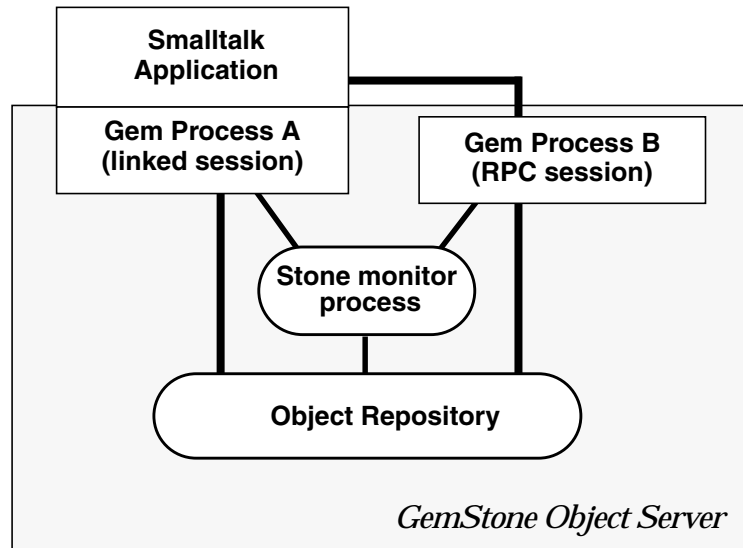 Smalltalk
Application
Gem Process A
(linked session)
Gem Process B
(RPC session)
Stone monitor
process
Object Repository
GemStone Object Server